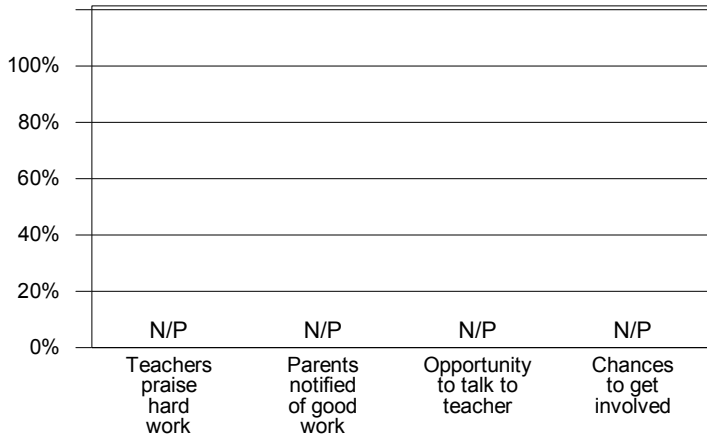 100%
80%
60%
40%
20%
0%
N/P N/P N/P N/P
Teachers
praise
hard
work
Parents
notified
of good
work
Opportunity
to talk to
teacher
Chances
to get
involved